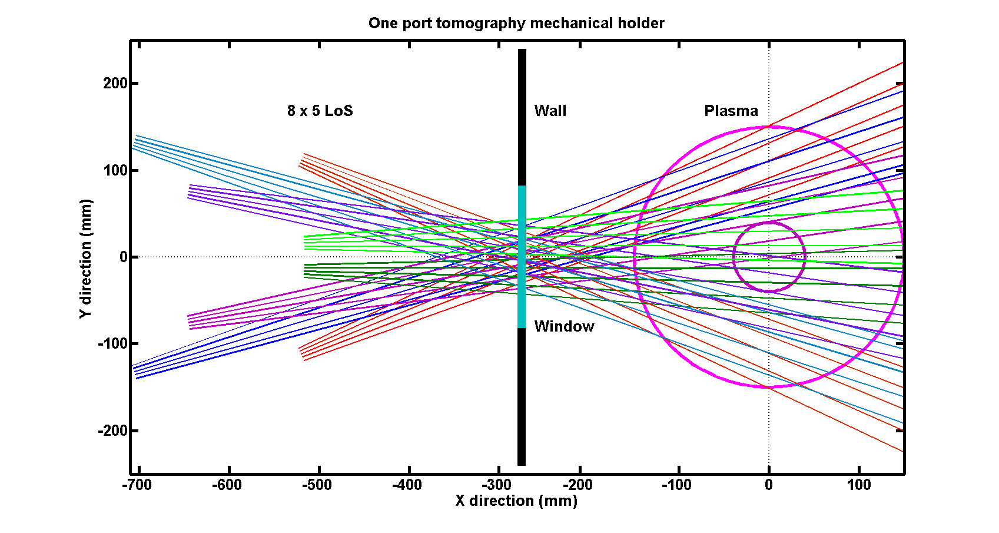 One port tomography mechanical holder
8 x 5 LoS
Wall
Plasma
Window
200
100
0
-100
-200
Y direction (mm)
-700 -600 -500 -400 -300 -200 -100 0 100
X direction (mm)